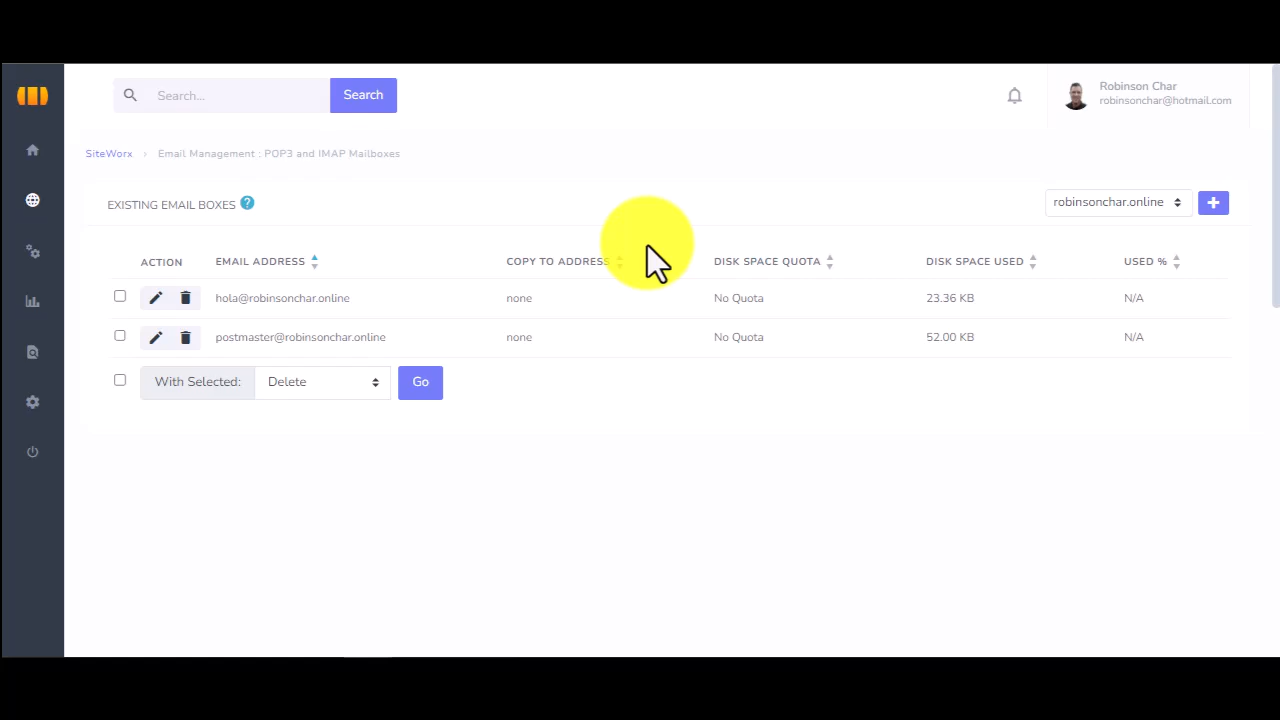 Search...
Search
Robinson Char
robinsonchar@hotmail.com
SiteWorx › Email Management : POP3 and IMAP Mailboxes
EXISTING EMAIL BOXES ?
robinsonchar.online +
ACTION EMAIL ADDRESS COPY TO ADDRESS DISK SPACE QUOTA DISK SPACE USED USED %
hola@robinsonchar.online none No Quota 23.36 KB N/A
postmaster@robinsonchar.online none No Quota 52.00 KB N/A
With Selected: Delete Go